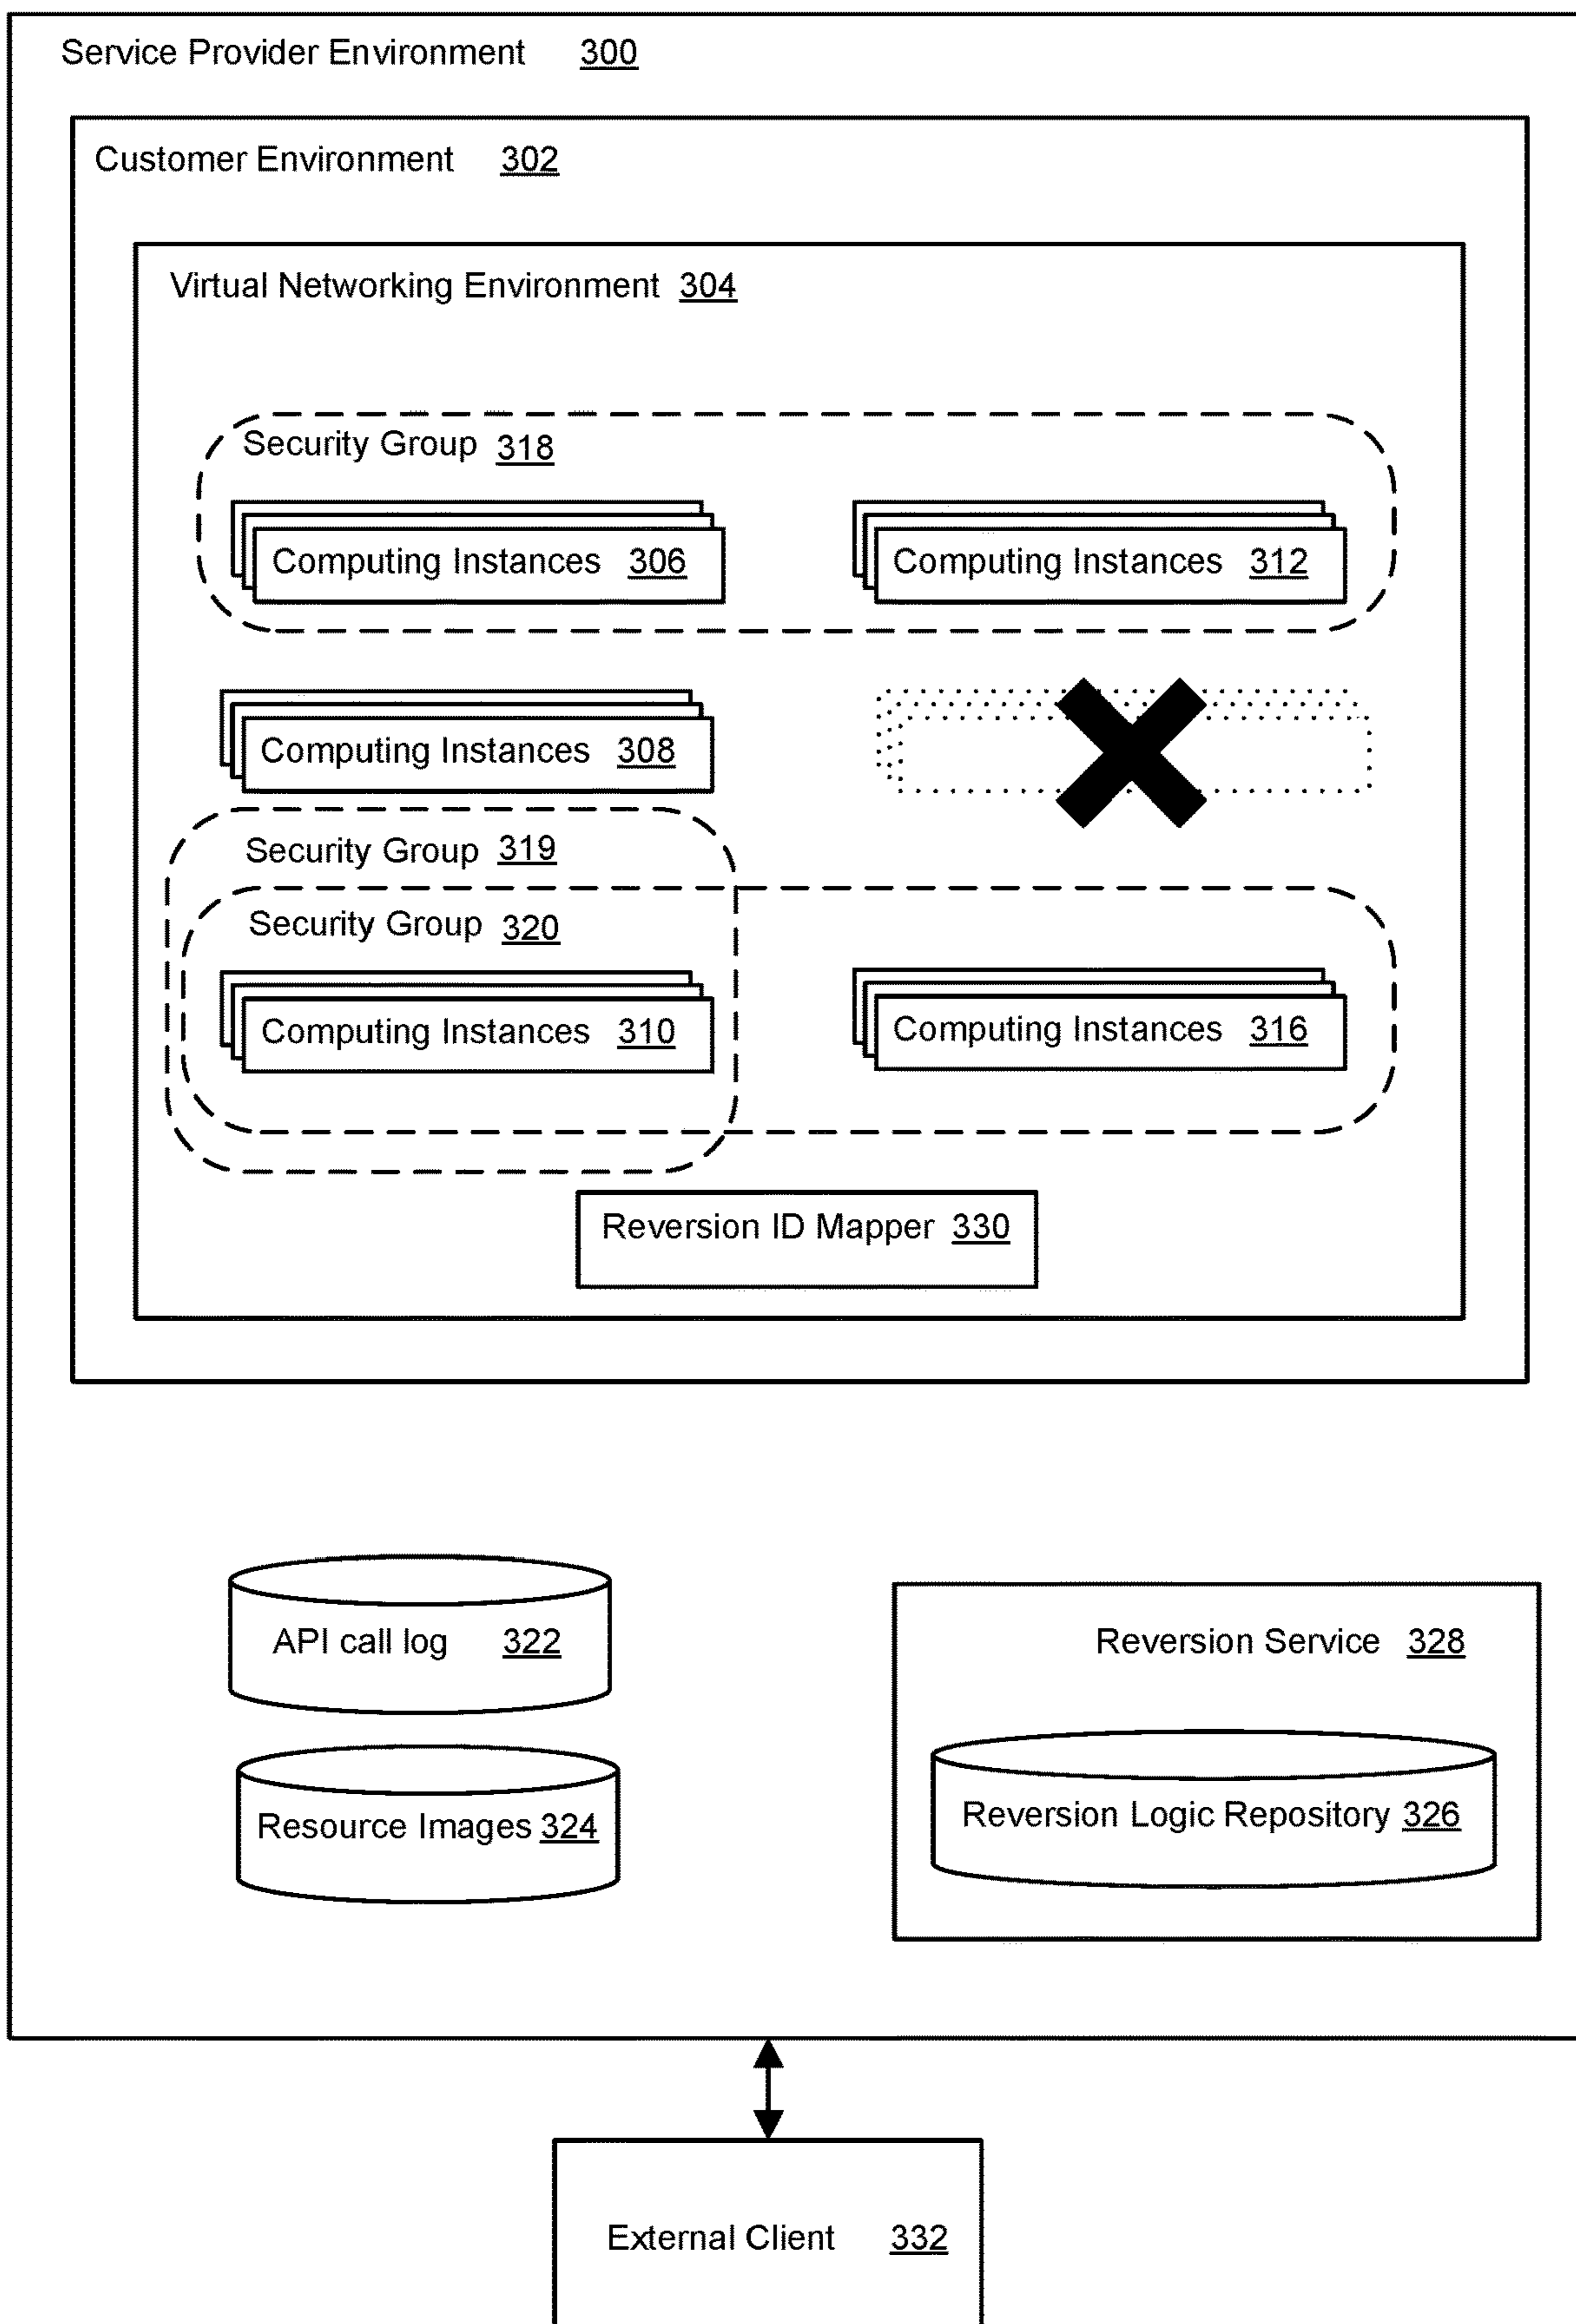 Service Provider Environment 300
Customer Environment 302
Virtual Networking Environment 304
Security Group 318
Computing Instances 306
Computing Instances 312
Computing Instances 308
Security Group 319
Security Group 320
Computing Instances 310
Computing Instances 316
Reversion ID Mapper 330
API call log 322
Reversion Service 328
Resource Images 324
Reversion Logic Repository 326
External Client 332